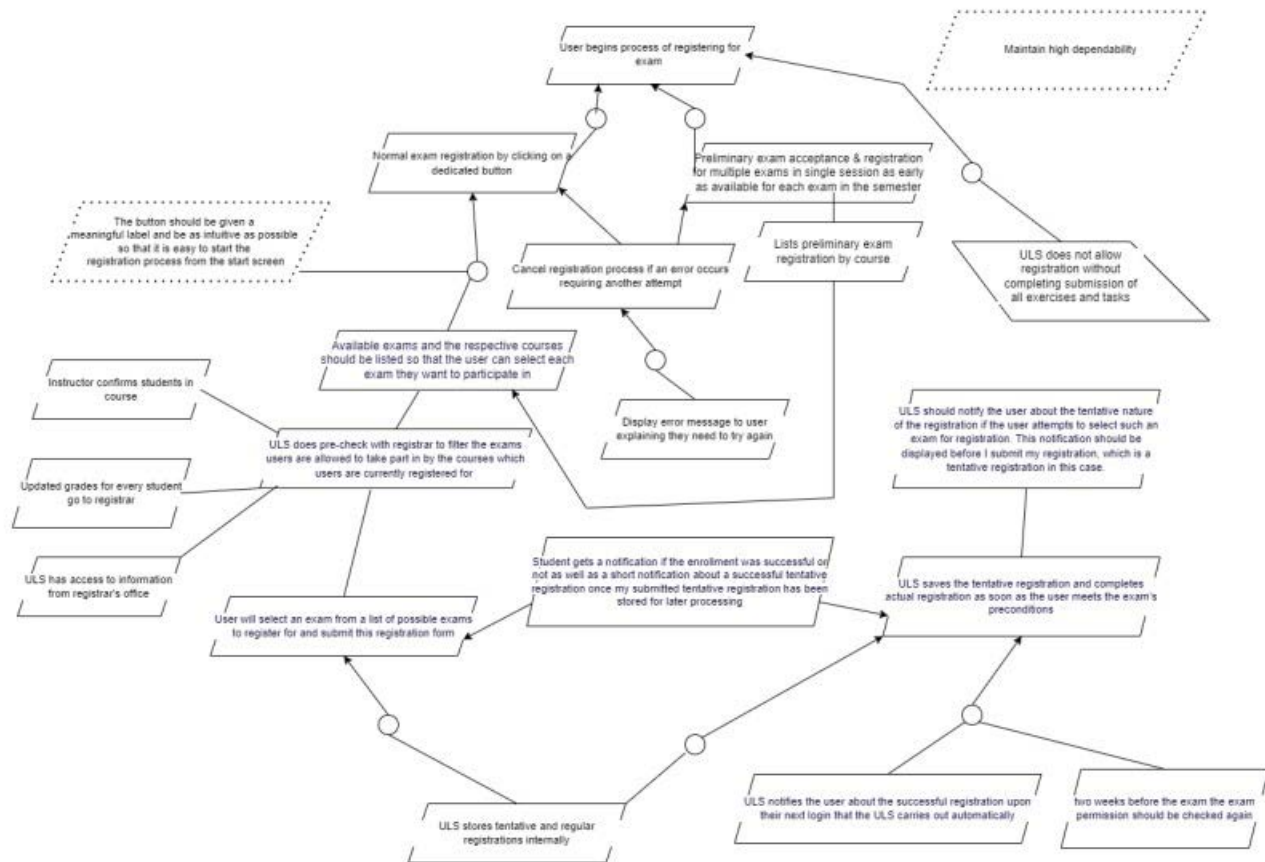 User begins process of registering for
exam
Maintain high dependability
Normal exam registration by clicking on a
dedicated button
Preliminary exam acceptance & registration
for multiple exams in single session as early
as available for each exam in the semester
The button should be given a
meaningful label and be as intuitive as possible
so that it is easy to start the
registration process from the start screen
Cancel registration process if an error occurs
requiring another attempt
Lists preliminary exam
registration by course
ULS does not allow
registration without
completing submission of
all exercises and tasks
Available exams and the respective courses
should be listed so that the user can select each
exam they want to participate in
Instructor confirms students in
course
Display error message to user
explaining they need to try again
ULS should notify the user about the tentative nature
of the registration if the user attempts to select such
an exam for registration. This notification should be
displayed before I submit my registration, which is a
tentative registration in this case.
ULS does pre-check with registrar to filter the exams
users are allowed to take part in by the courses which
users are currently registered for
Updated grades for every student
go to registrar
ULS has access to information
from registrar's office
Student gets a notification if the enrollment was successful or
not as well as a short notification about a successful tentative
registration once my submitted tentative registration has been
stored for later processing
ULS saves the tentative registration and completes
actual registration as soon as the user meets the exam's
preconditions
User will select an exam from a list of possible exams
to register for and submit this registration form
ULS stores tentative and regular
registrations internally
ULS notifies the user about the successful registration upon
their next login that the ULS carries out automatically
two weeks before the exam the exam
permission should be checked again